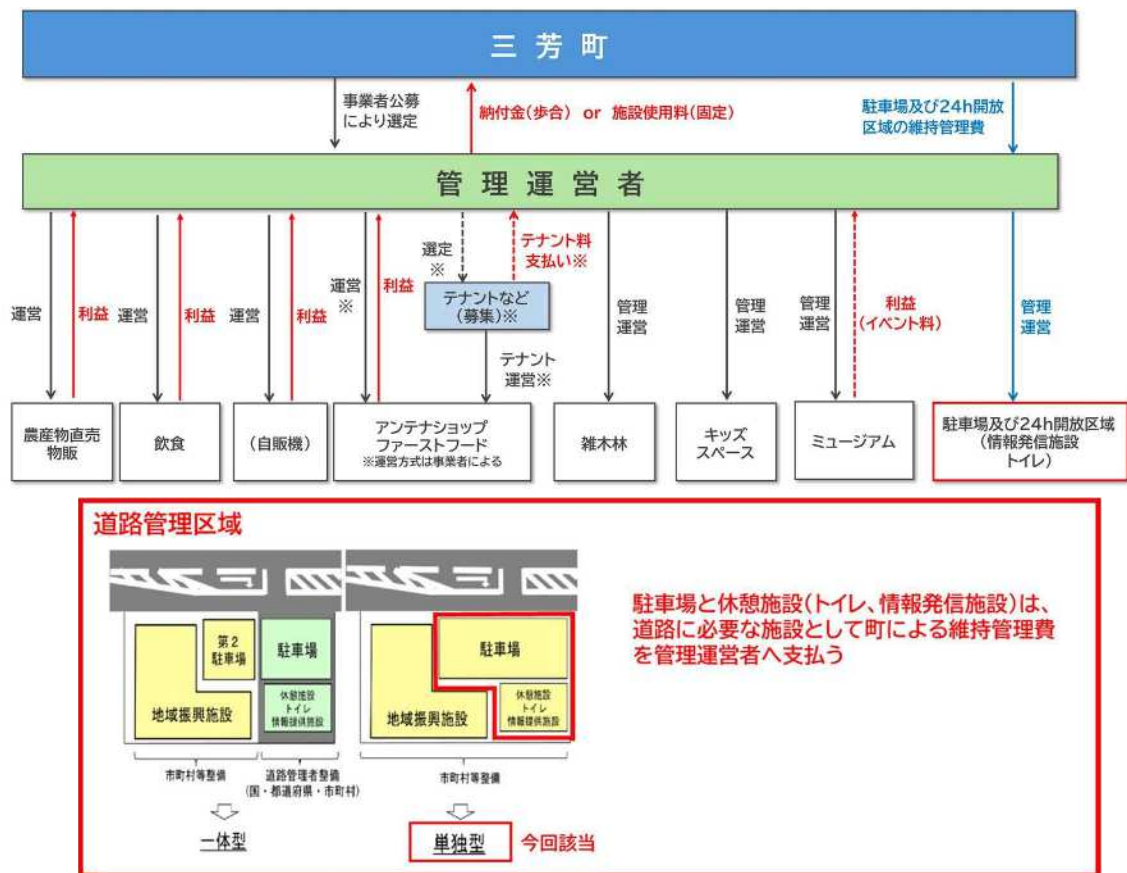 三芳町
事業者公募
により選定
納付金(歩合) or 施設使用料(固定)
駐車場及び24h開放
区域の維持管理費
管理運営者
運営
利益
運営
利益
運営
利益
運営
※
利益
選定
※
テナント料
支払い※
テナントなど
(募集)※
テナント
運営※
管理
運営
管理
運営
管理
運営
利益
(イベント料)
管理
運営
農産物直売
物販
飲食
(自販機)
アンテナショップ
ファーストフード
※運営方式は事業者による
雑木林
キッズ
スペース
ミュージアム
駐車場及び24h開放区域
(情報発信施設
トイレ)
道路管理区域
第2
駐車場
駐車場
地域振興施設
休憩施設
トイレ
情報提供施設
市町村等整備
道路管理者整備
(国・都道府県・市町村)
一体型
駐車場
地域振興施設
休憩施設
トイレ
情報提供施設
市町村等整備
単独型
今回該当
駐車場と休憩施設(トイレ、情報発信施設)は、
道路に必要な施設として町による維持管理費
を管理運営者へ支払う